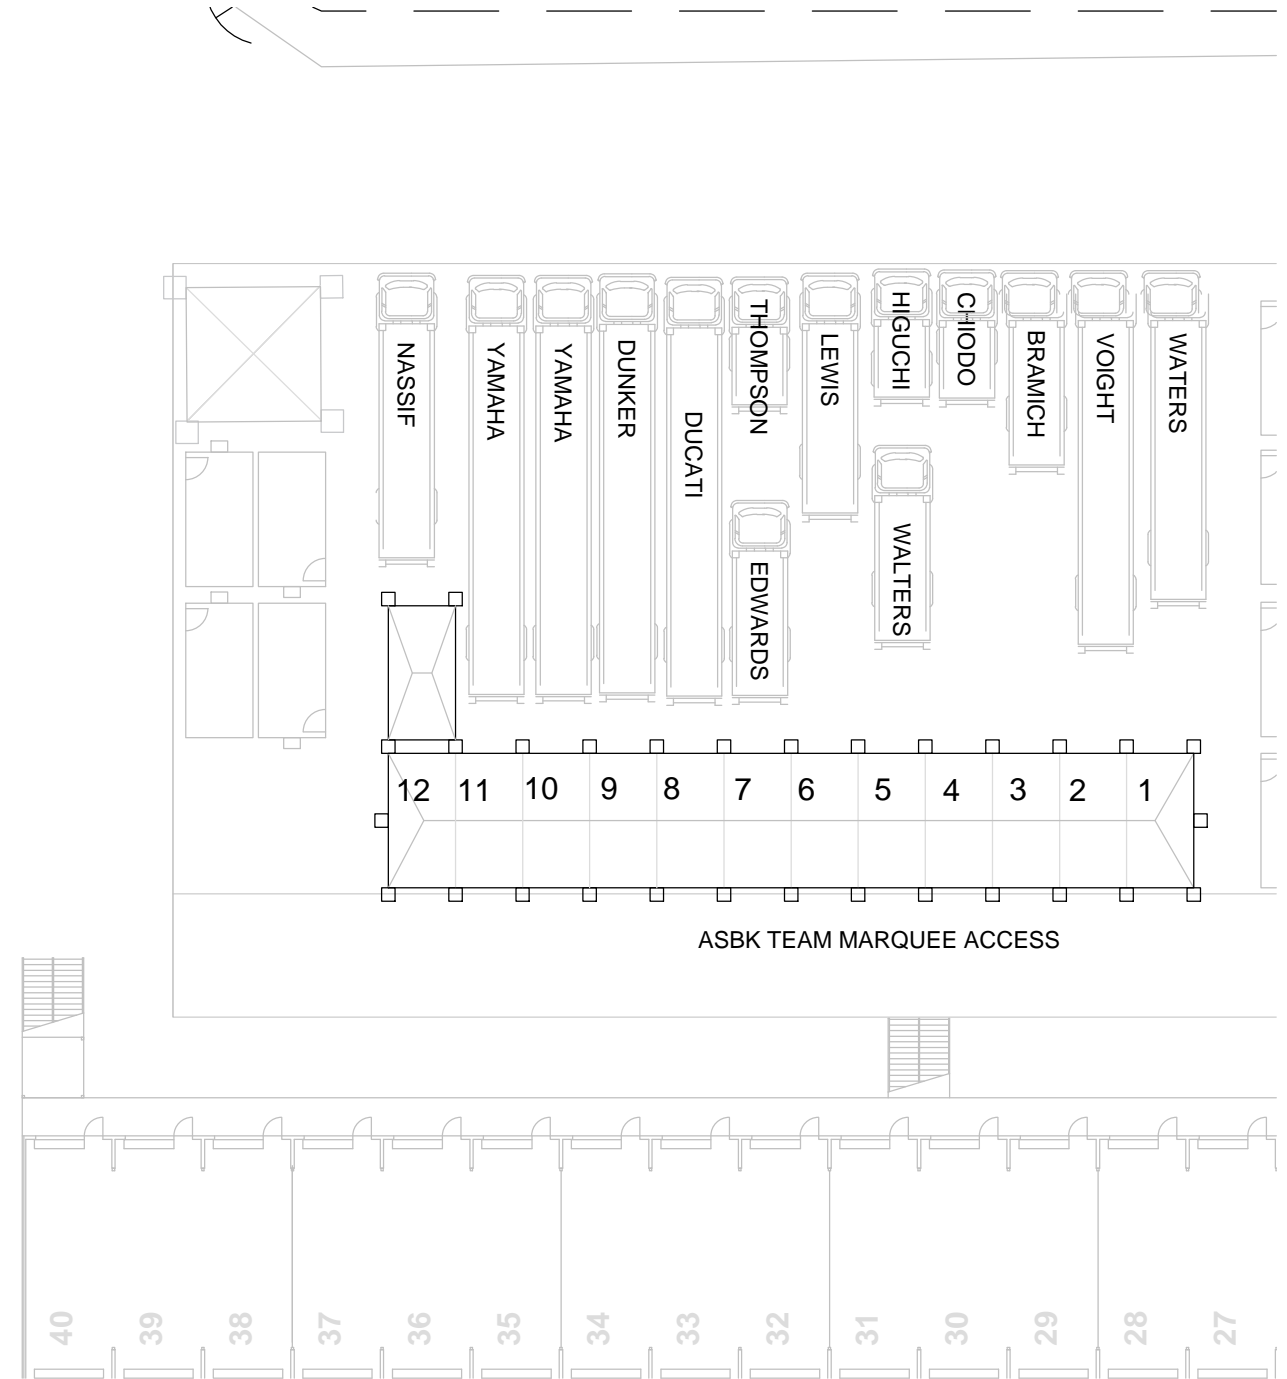 NASSIF
YAMAHA
YAMAHA
DUNKER
DUCATI
THOMPSON
LEWIS
HIGUCHI
CHIODO
BRAMICH
VOIGHT
WATERS
EDWARDS
WALTERS
12 11 10 9 8 7 6 5 4 3 2 1
ASBK TEAM MARQUEE ACCESS
40 39 38 37 36 35 34 33 32 31 30 29 28 27